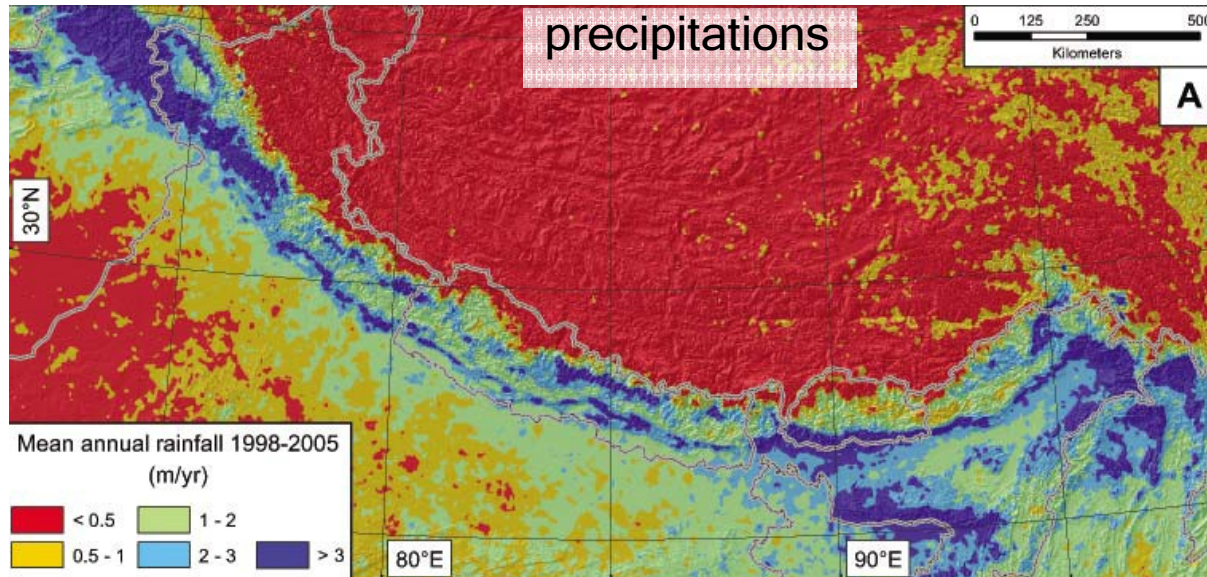 precipitations
0 125 250 500
Kilometers
A
30°N
Mean annual rainfall 1998-2005
(m/yr)
< 0.5 1 - 2
0.5 - 1 2 - 3 > 3
80°E
90°E